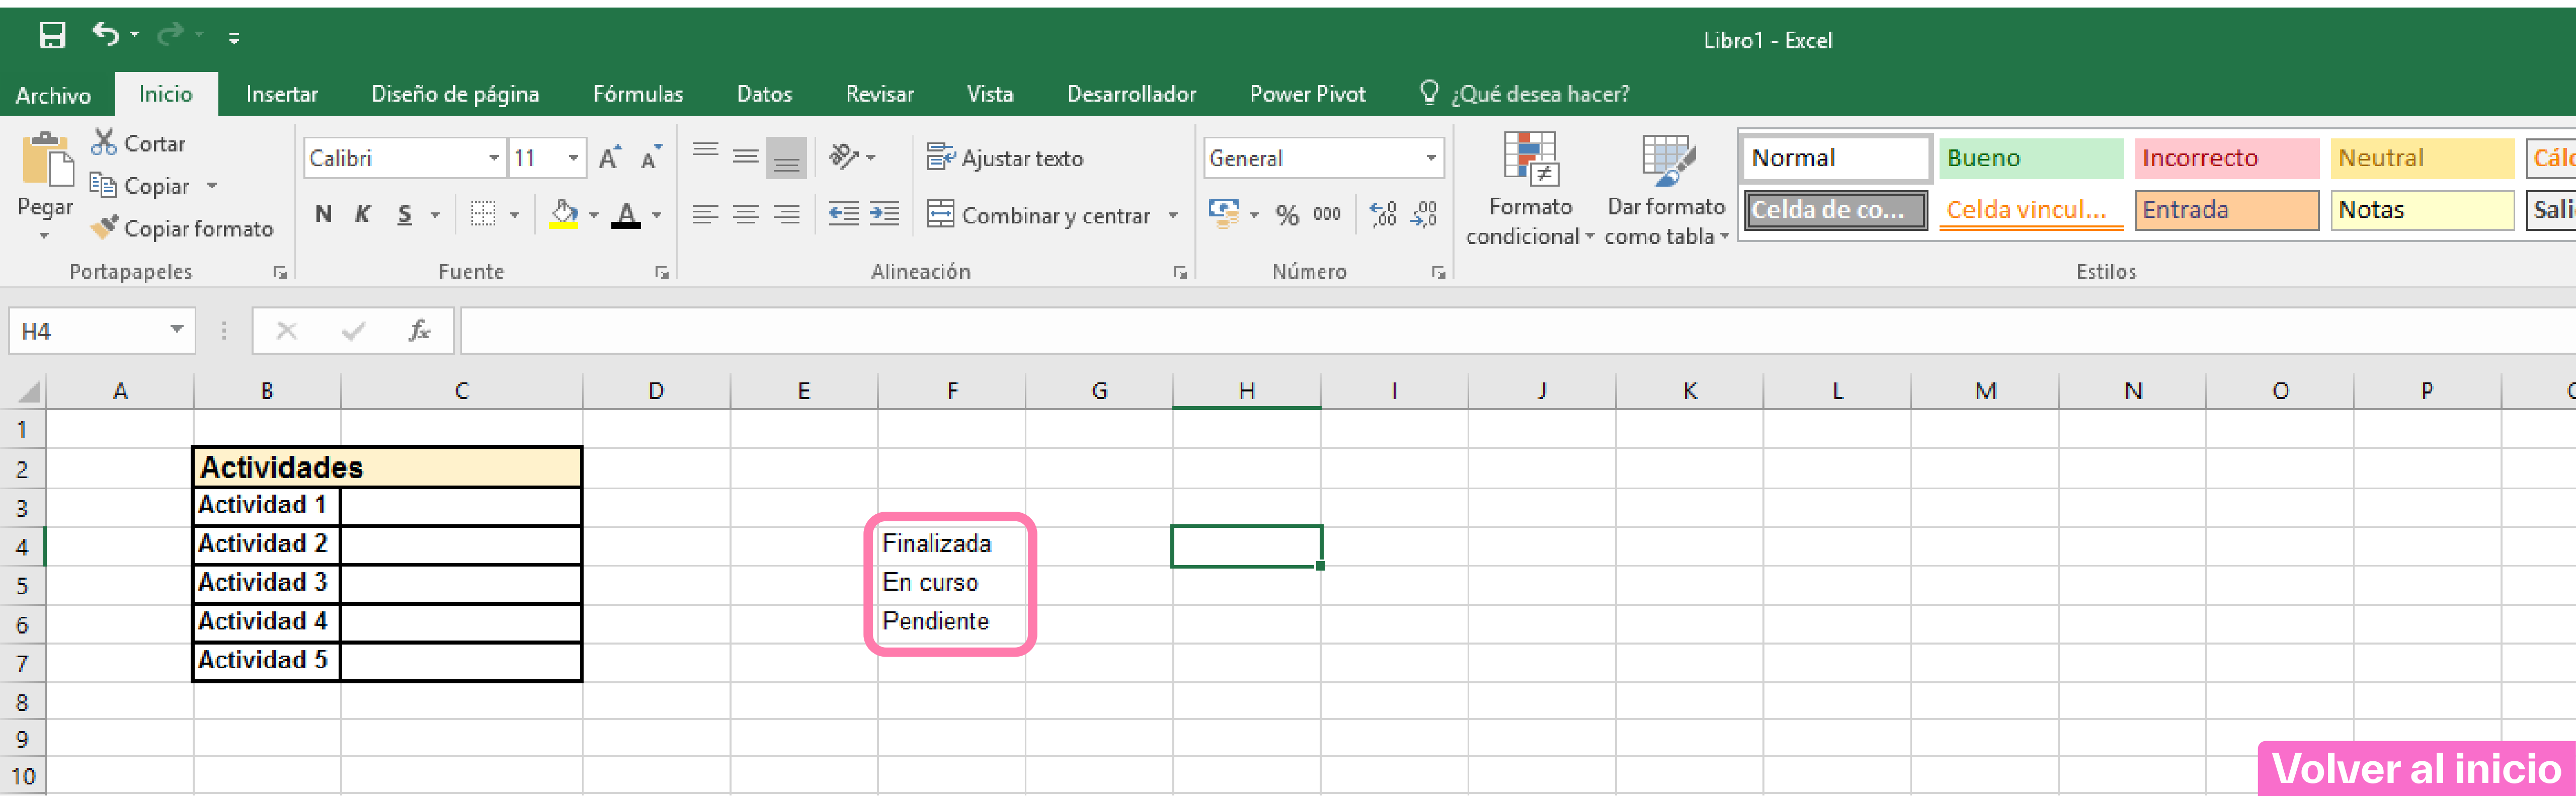 Libro1 - Excel
Archivo Inicio Insertar Diseño de página Fórmulas Datos Revisar Vista Desarrollador Power Pivot ¿Qué desea hacer?
Pegar
Cortar
Copiar
Copiar formato
Portapapeles
Calibri 11
N K S A
Fuente
Ajustar texto
Combinar y centrar
Alineación
General
% 000
Número
Formato condicional
Dar formato como tabla
Normal Bueno Incorrecto Neutral
Celda de co... Celda vincul... Entrada Notas
Estilos
H4 fx
A B C D E F G H I J K L M N O P
1
2 Actividades
3 Actividad 1
4 Actividad 2 Finalizada
5 Actividad 3 En curso
6 Actividad 4 Pendiente
7 Actividad 5
8
9
10
Volver al inicio